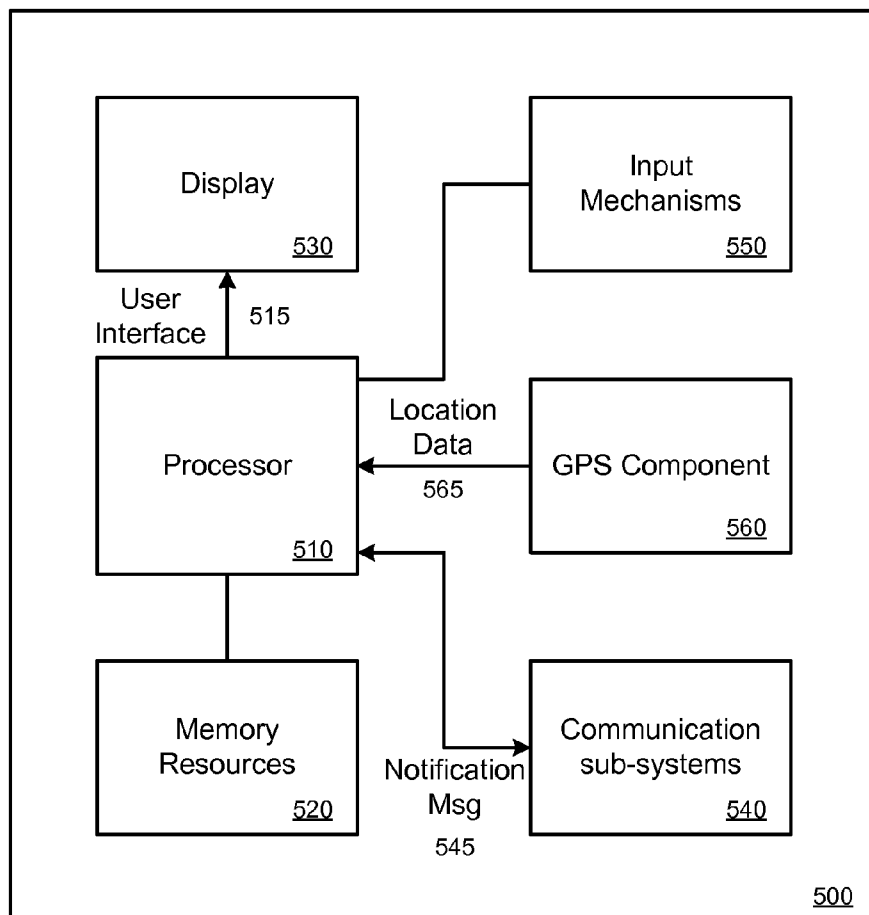 Display
530
Input
Mechanisms
550
User
Interface
515
Processor
510
Location
Data
565
GPS Component
560
Memory
Resources
520
Notification
Msg
545
Communication
sub-systems
540
500